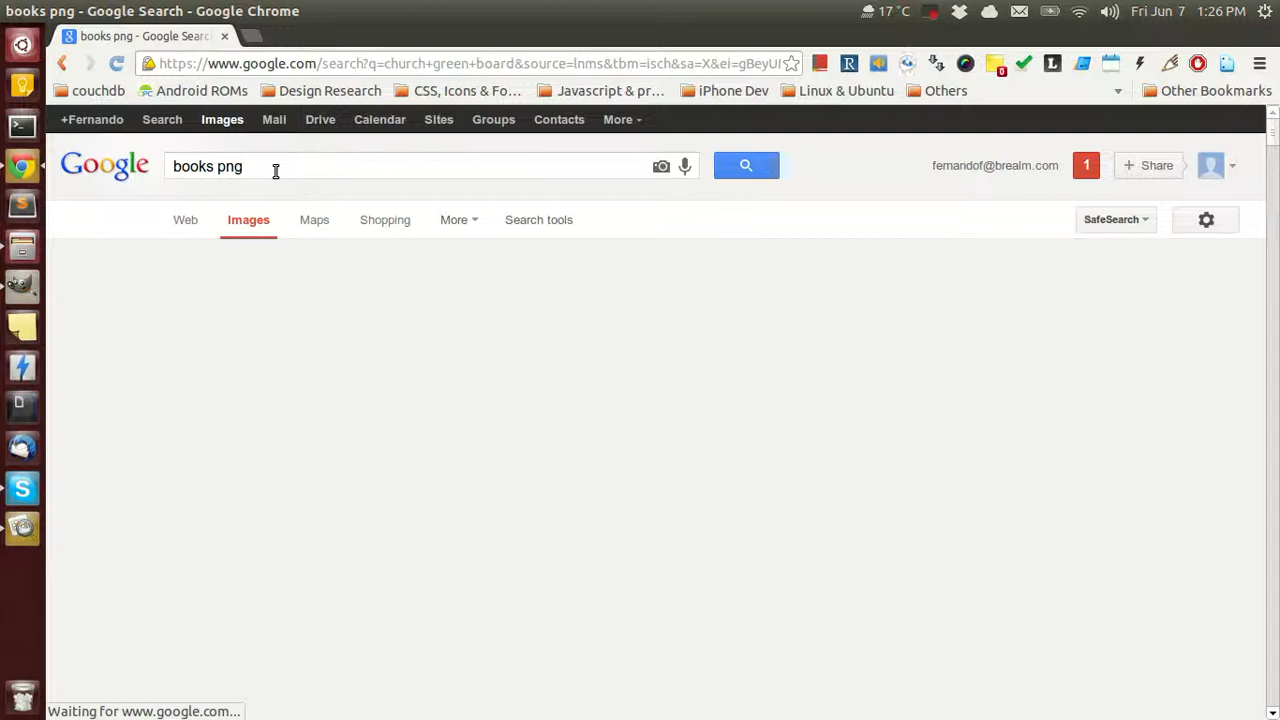 books png - Google Search - Google Chrome
17 °C
Fri Jun 7
1:26 PM
books png - Google Searc
https://www.google.com/search?q=church+green+board&source=lnms&tbm=isch&sa=X&ei=gBeyUI
0
couchdb
Android ROMs
Design Research
CSS, Icons & Fo...
Javascript & pr...
iPhone Dev
Linux & Ubuntu
Others
Other Bookmarks
+Fernando
Search
Images
Mail
Drive
Calendar
Sites
Groups
Contacts
More
Google
books png
fernandof@brealm.com
1
+ Share
Web
Images
Maps
Shopping
More
Search tools
SafeSearch
Waiting for www.google.com...